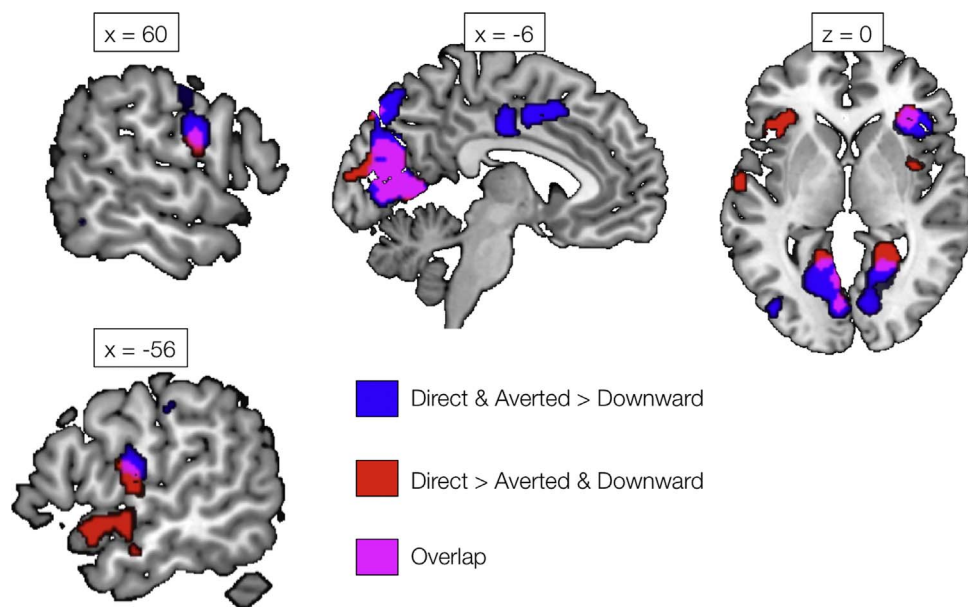 x = 60
x = -6
z = 0
x = -56
Direct & Averted > Downward
Direct > Averted & Downward
Overlap